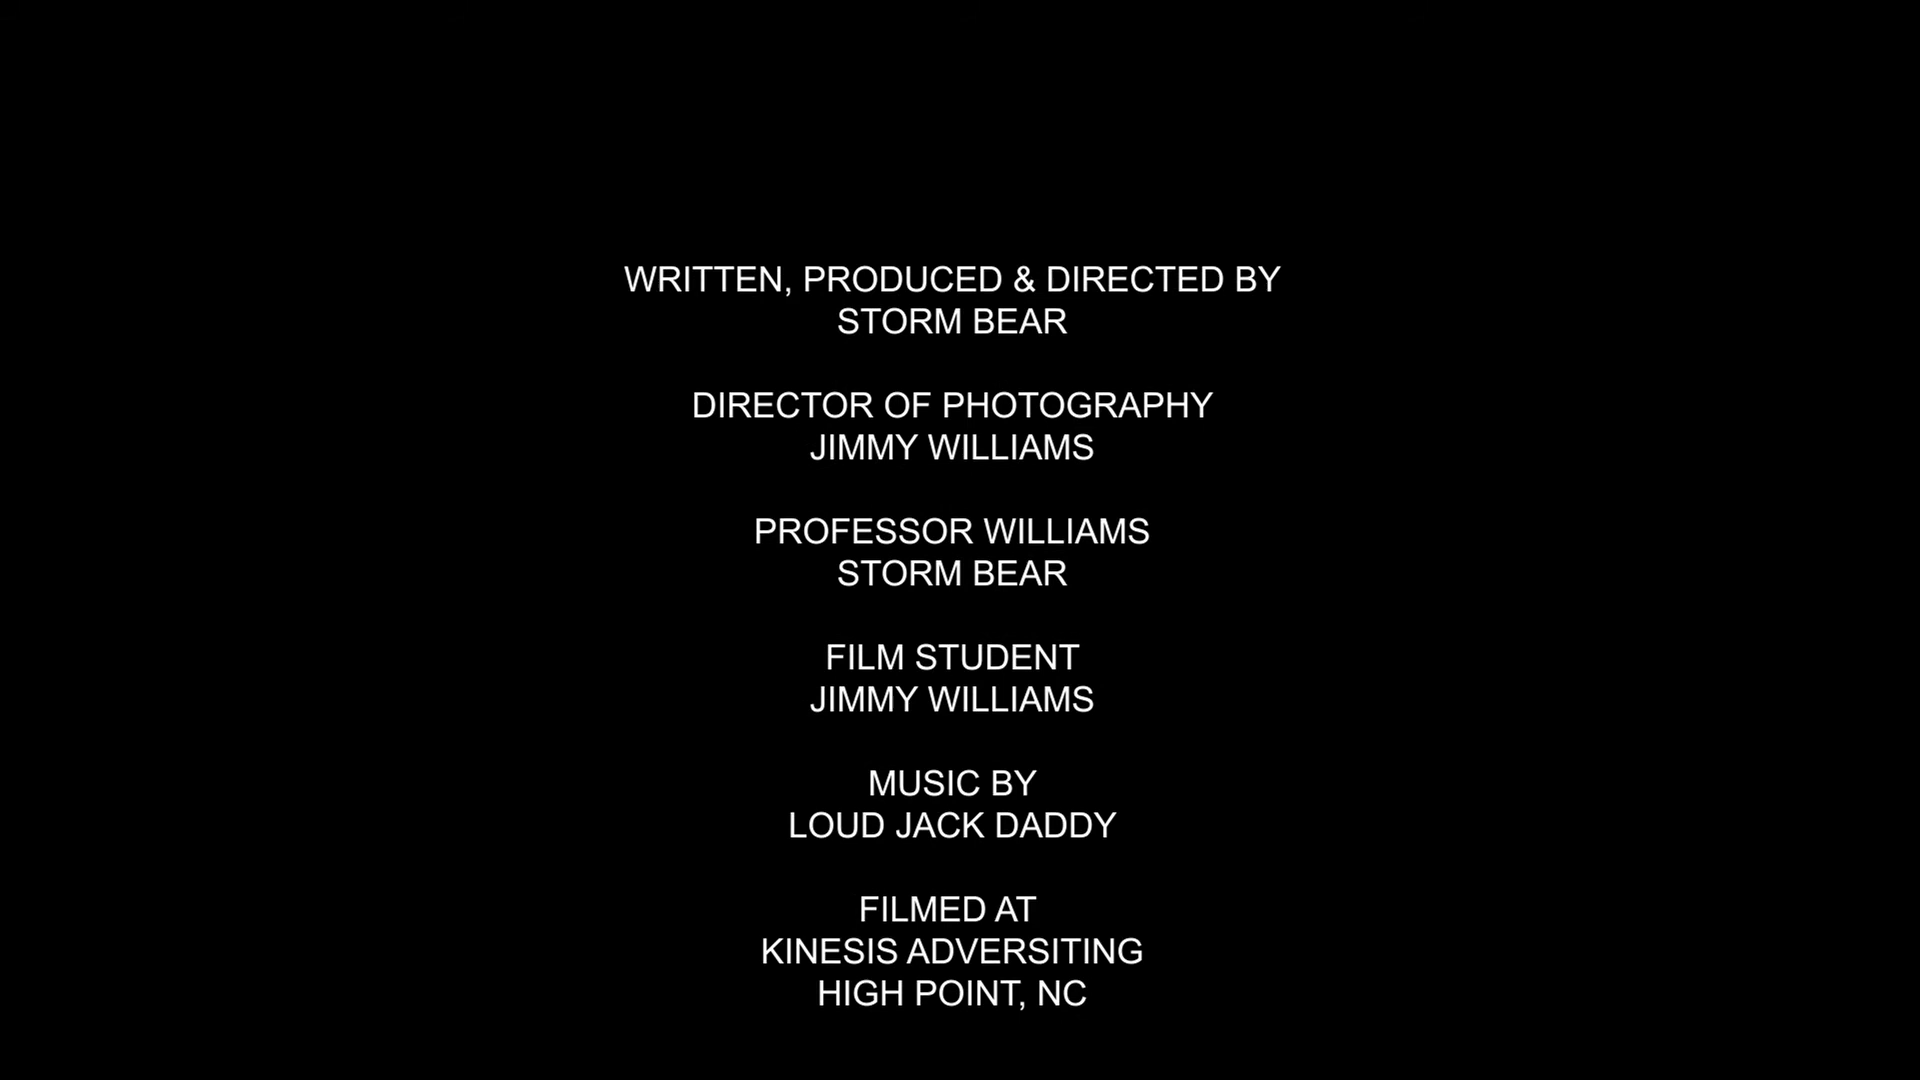 WRITTEN, PRODUCED & DIRECTED BY
STORM BEAR
DIRECTOR OF PHOTOGRAPHY
JIMMY WILLIAMS
PROFESSOR WILLIAMS
STORM BEAR
FILM STUDENT
JIMMY WILLIAMS
MUSIC BY
LOUD JACK DADDY
FILMED AT
KINESIS ADVERSITING
HIGH POINT, NC